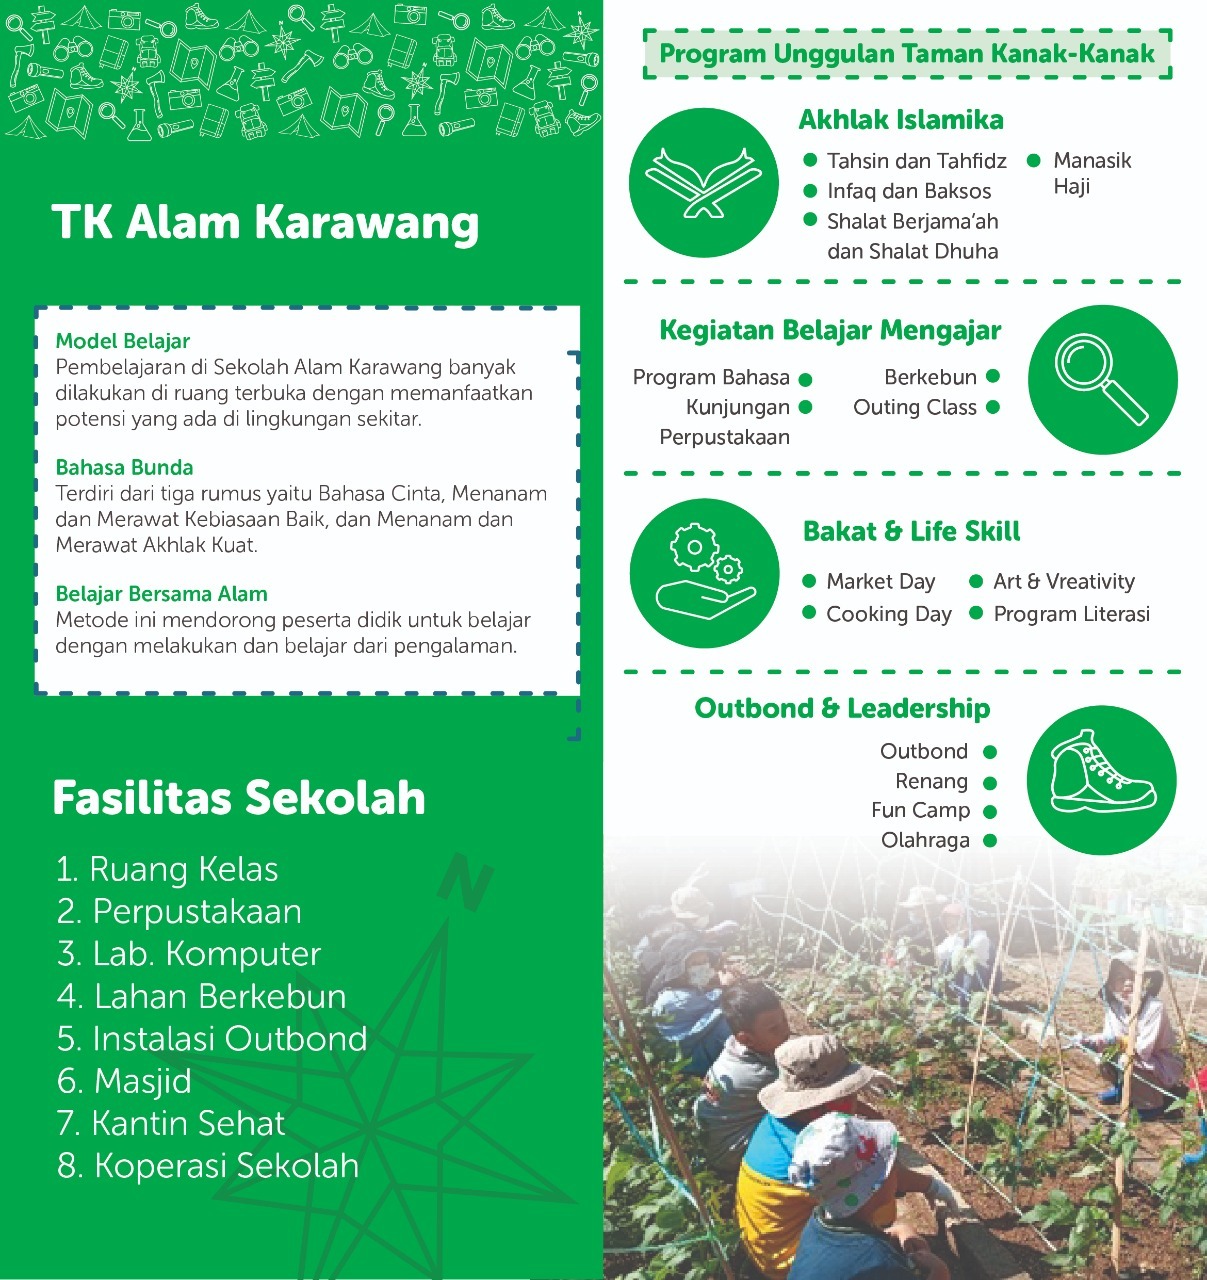 TK Alam Karawang
Model Belajar
Pembelajaran di Sekolah Alam Karawang banyak
dilakukan di ruang terbuka dengan memanfaatkan
potensi yang ada di lingkungan sekitar.
Bahasa Bunda
Terdiri dari tiga rumus yaitu Bahasa Cinta, Menanam
dan Merawat Kebiasaan Baik, dan Menanam dan
Merawat Akhlak Kuat.
Belajar Bersama Alam
Metode ini mendorong peserta didik untuk belajar
dengan melakukan dan belajar dari pengalaman.
Fasilitas Sekolah
N
1. Ruang Kelas
2. Perpustakaan
3. Lab. Komputer
4. Lahan Berkebun
5. Instalasi Outbond
6. Masjid
7. Kantin Sehat
8. Koperasi Sekolah
Program Unggulan Taman Kanak-Kanak
Akhlak Islamika
Tahsin dan Tahfidz
Infaq dan Baksos
Shalat Berjama'ah
dan Shalat Dhuha
Manasik
Haji
Kegiatan Belajar Mengajar
Program Bahasa
Kunjungan
Perpustakaan
Berkebun
Outing Class
Bakat & Life Skill
Market Day
Cooking Day
Art & Vreativity
Program Literasi
Outbond & Leadership
Outbond
Renang
Fun Camp
Olahraga